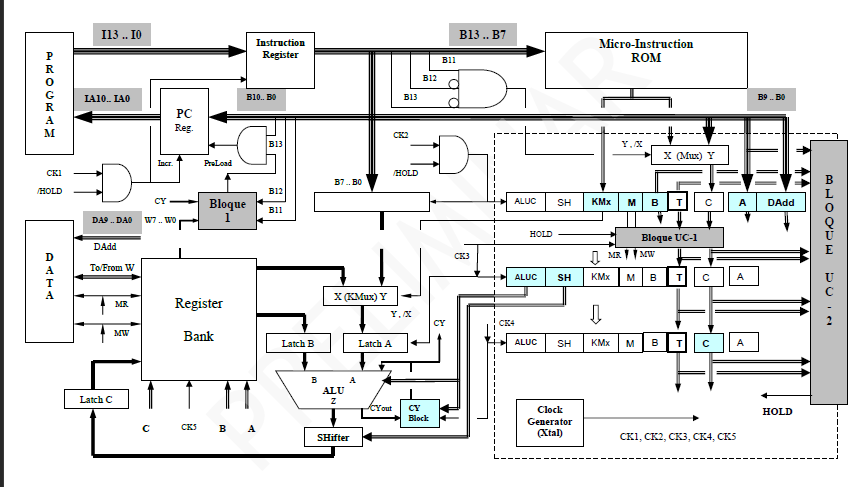 I13 .. I0
B13 .. B7
P
R
O
G
R
A
M
Instruction
Register
Micro-Instruction
ROM
B11
B12
B13
IA10.. IA0
B10.. B0
B9 .. B0
PC
Reg.
B13
CK2
Y , /X
X (Mux) Y
Incr.
PreLoad
CK1
/HOLD
/HOLD
B7 .. B0
B12
B11
CY
Bloque
1
ALUC SH KMx M B T C A DAdd
DA9 .. DA0
W7 .. W0
DAdd
HOLD
Bloque UC-1
MR
MW
CK3
D
A
T
A
To/From W
MR
MW
Register
Bank
X (KMux) Y
Y , /X
ALUC SH KMx M B T C A
CK4
CY
Latch B
Latch A
ALUC SH KMx M B T C A
B A
ALU
Z
CYout
CY
Block
Latch C
C
CK5
B
A
SHifter
Clock
Generator
(Xtal)
CK1, CK2, CK3, CK4, CK5
HOLD
B
L
O
Q
U
E
UC
-
2